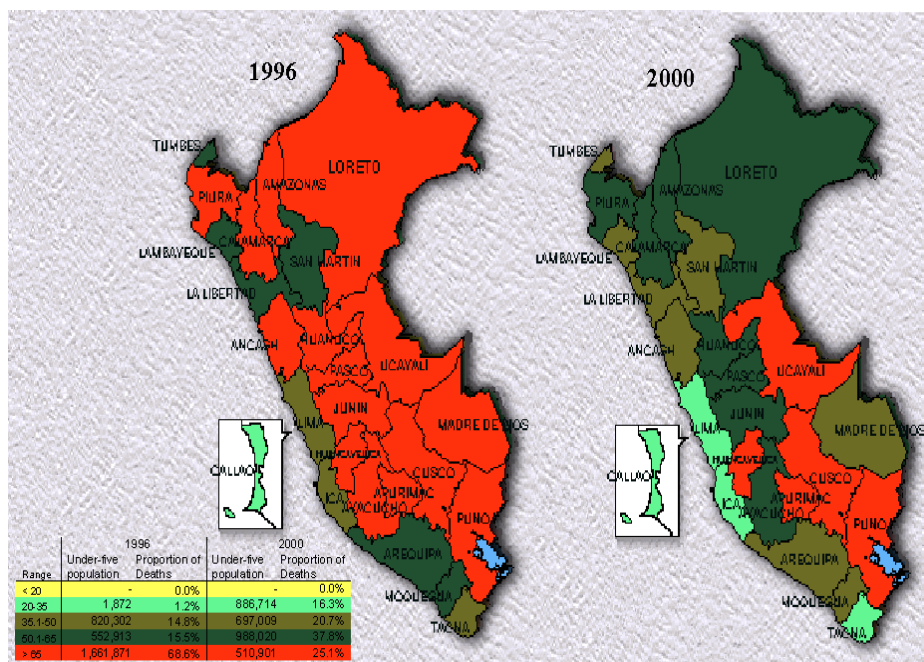 1996
TUMBES
LORETO
AMAZONAS
PIURA
CAJAMARCA
LAMBAYEQUE
SAN MARTIN
LA LIBERTAD
ANCASH
HUANUCO
UCAYALI
PASCO
JUNIN
LIMA
MADRE DE DIOS
HUANCAVELICA
CALLAO
CUSCO
APURIMAC
ICA
AYACUCHO
PUNO
AREQUIPA
MOQUEGUA
TACNA
2000
TUMBES
LORETO
AMAZONAS
PIURA
CAJAMARCA
LAMBAYEQUE
SAN MARTIN
LA LIBERTAD
ANCASH
HUANUCO
UCAYALI
PASCO
JUNIN
LIMA
MADRE DE DIOS
HUANCAVELICA
CALLAO
CUSCO
APURIMAC
ICA
AYACUCHO
PUNO
AREQUIPA
MOQUEGUA
TACNA
1996 2000
Under-five Proportion of Under-five Proportion of
Range population Deaths population Deaths
< 20 - 0.0% - 0.0%
20-35 1,872 1.2% 886,714 16.3%
35.1-50 820,302 14.8% 697,009 20.7%
50.1-65 552,913 15.5% 988,020 37.8%
> 65 1,661,871 68.6% 510,901 25.1%